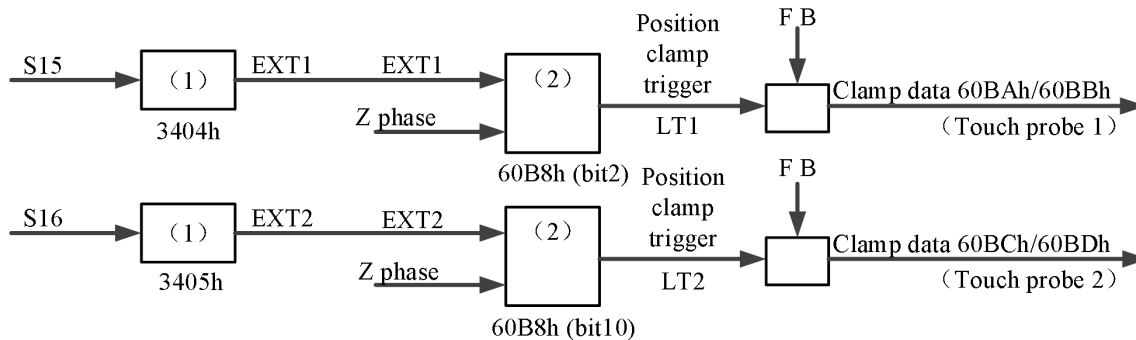 S15
（1）
3404h
EXT1
EXT1
Z phase
（2）
60B8h (bit2)
Position
clamp
trigger
LT1
F B
Clamp data 60BAh/60BBh
（Touch probe 1）
S16
（1）
3405h
EXT2
EXT2
Z phase
（2）
60B8h (bit10)
Position
clamp
trigger
LT2
F B
Clamp data 60BCh/60BDh
（Touch probe 2）